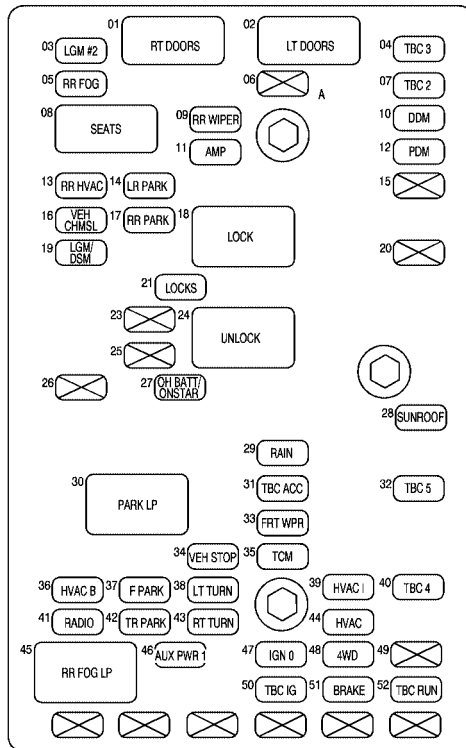 01 RT DOORS
02 LT DOORS
03 LGM #2
04 TBC 3
05 RR FOG
06
A
07 TBC 2
08 SEATS
09 RR WIPER
10 DDM
11 AMP
12 PDM
13 RR HVAC
14 LR PARK
15
16 VEH
CHMSL
17 RR PARK
18 LOCK
19 LGM/
DSM
20
21 LOCKS
23
24 UNLOCK
25
26
27 OH BATT/
ONSTAR
28 SUNROOF
29 RAIN
30 PARK LP
31 TBC ACC
32 TBC 5
33 FRT WPR
34 VEH STOP
35 TCM
36 HVAC B
37 F PARK
38 LT TURN
39 HVAC I
40 TBC 4
41 RADIO
42 TR PARK
43 RT TURN
44 HVAC
45 RR FOG LP
46 AUX PWR 1
47 IGN 0
48 4WD
49
50 TBC IG
51 BRAKE
52 TBC RUN